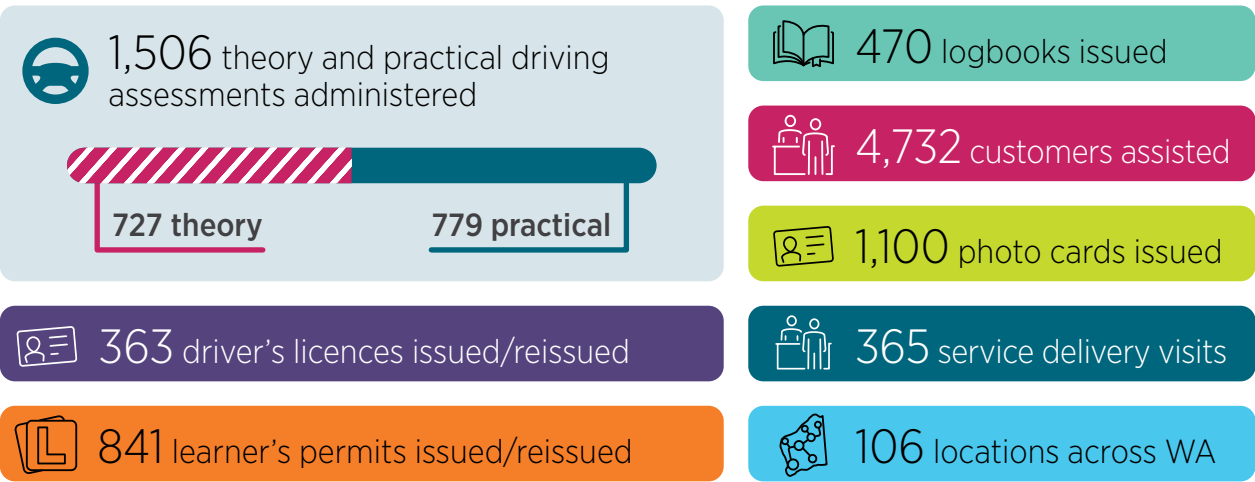 1,506 theory and practical driving
assessments administered
727 theory
779 practical
363 driver's licences issued/reissued
L
841 learner's permits issued/reissued
470 logbooks issued
4,732 customers assisted
1,100 photo cards issued
365 service delivery visits
106 locations across WA